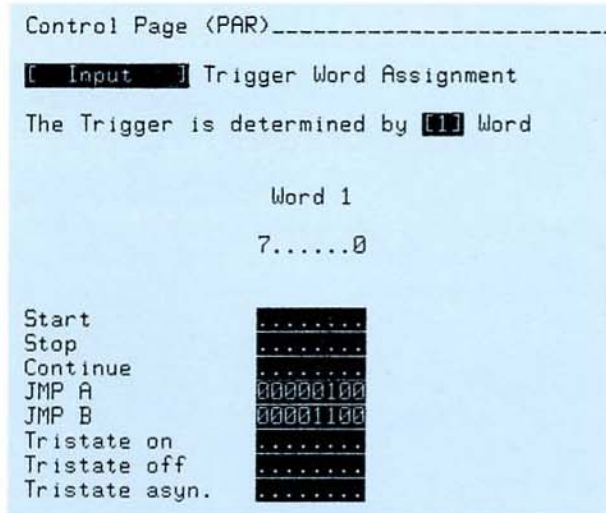 Control Page (PAR)
[ Input ] Trigger Word Assignment
The Trigger is determined by [1] Word
Word 1
7......0
Start ........
Stop ........
Continue ........
JMP A 00000100
JMP B 00001100
Tristate on ........
Tristate off ........
Tristate asyn. ........